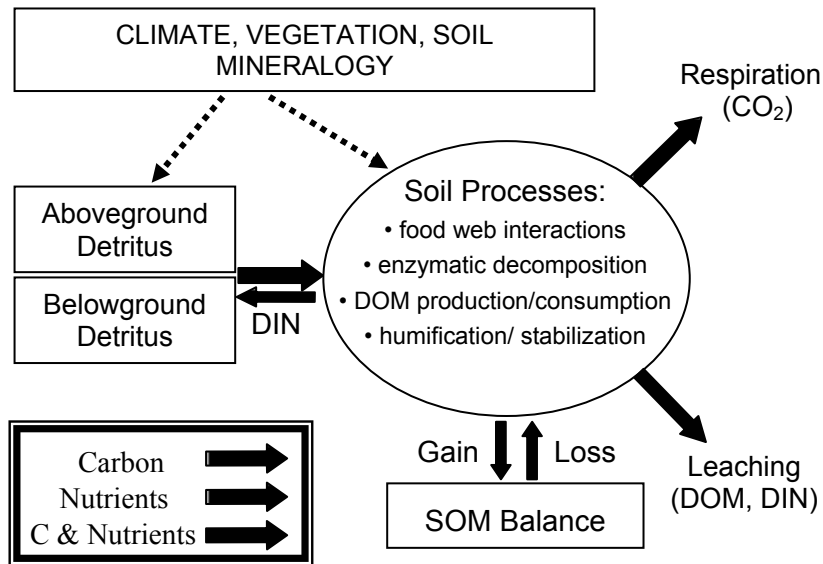 CLIMATE, VEGETATION, SOIL
MINERALOGY
Respiration
(CO₂)
Aboveground
Detritus
Belowground
Detritus
DIN
Soil Processes:
• food web interactions
• enzymatic decomposition
• DOM production/consumption
• humification/ stabilization
Gain
Loss
SOM Balance
Leaching
(DOM, DIN)
Carbon
Nutrients
C & Nutrients